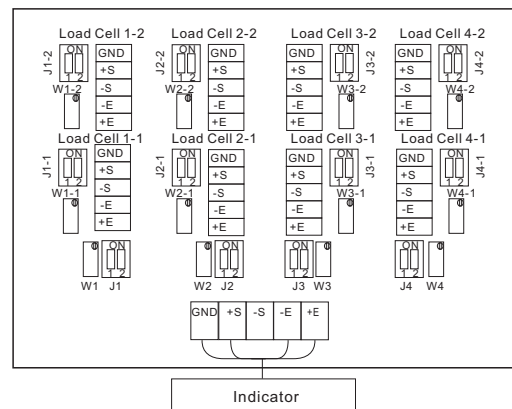 Load Cell 1-2 Load Cell 2-2 Load Cell 3-2 Load Cell 4-2
J1-2 ON 1 2 W1-2 GND +S -S -E +E
J2-2 ON 1 2 W2-2 GND +S -S -E +E
GND +S -S -E +E ON 1 2 W3-2 J3-2
GND +S -S -E +E ON 1 2 W4-2 J4-2
Load Cell 1-1 Load Cell 2-1 Load Cell 3-1 Load Cell 4-1
J1-1 ON 1 2 W1-1 GND +S -S -E +E
J2-1 ON 1 2 W2-1 GND +S -S -E +E
GND +S -S -E +E ON 1 2 W3-1 J3-1
GND +S -S -E +E ON 1 2 W4-1 J4-1
ON 1 2 ON 1 2 ON 1 2 ON 1 2
W1 J1 W2 J2 J3 W3 J4 W4
GND +S -S -E +E
Indicator